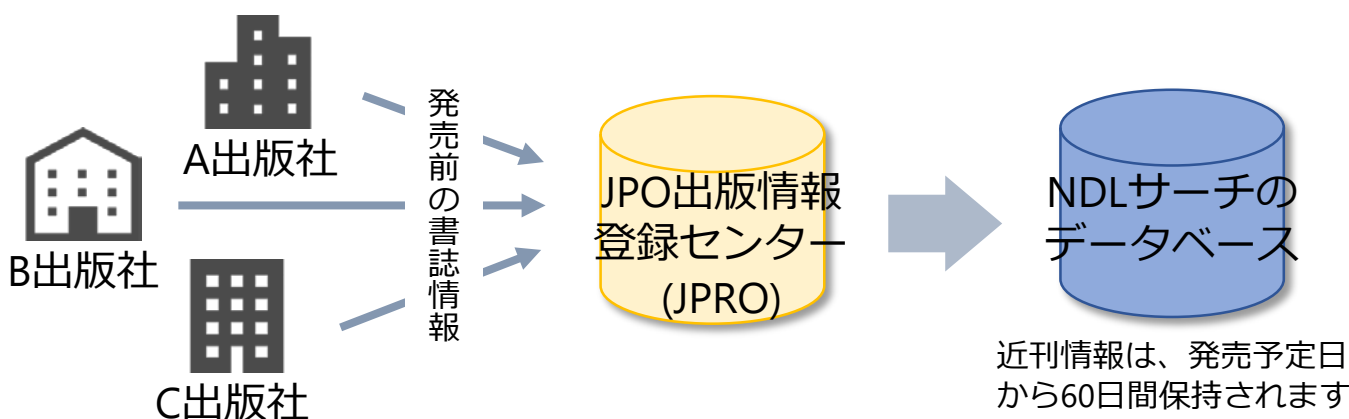 A出版社
B出版社
C出版社
発売前の書誌情報
JPO出版情報
登録センター
(JPRO)
NDLサーチの
データベース
近刊情報は、発売予定日
から60日間保持されます